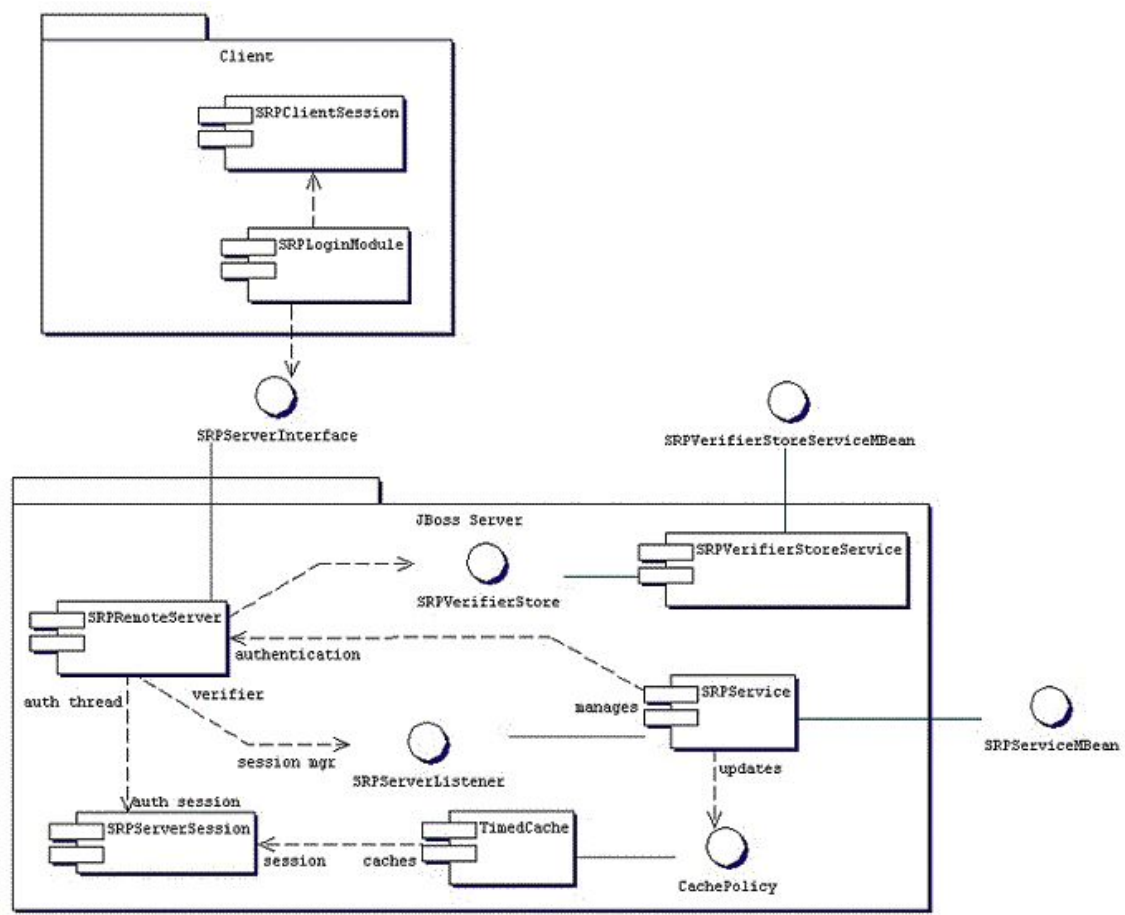 Client
SRPClientSession
SRPLoginModule
SRPServerInterface
SRPVerifierStoreServiceMBean
JBoss Server
SRPVerifierStoreService
SRPVerifierStore
SRPRemoteServer
authentication
auth thread
verifier
SRPService
manages
SRPServiceMBean
session mgr
SRPServerListener
updates
auth session
SRPServerSession
TimedCache
session
caches
CachePolicy